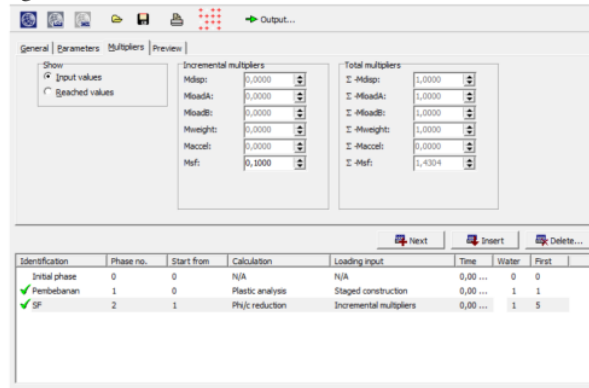 Output...
General Parameters Multipliers Preview
Show
Input values
Reached values
Incremental multipliers
Mdisp: 0,0000
MloadA: 0,0000
MloadB: 0,0000
Mweight: 0,0000
Maccel: 0,0000
Msf: 0,1000
Total multipliers
Σ -Mdisp: 1,0000
Σ -MloadA: 1,0000
Σ -MloadB: 1,0000
Σ -Mweight: 1,0000
Σ -Maccel: 0,0000
Σ -Msf: 1,4304
Next Insert Delete...
Identification Phase no. Start from Calculation Loading input Time Water First
Initial phase 0 0 N/A N/A 0,00 ... 0 0
Pembebanan 1 0 Plastic analysis Staged construction 0,00 ... 1 1
SF 2 1 Phi/c reduction Incremental multipliers 0,00 ... 1 5